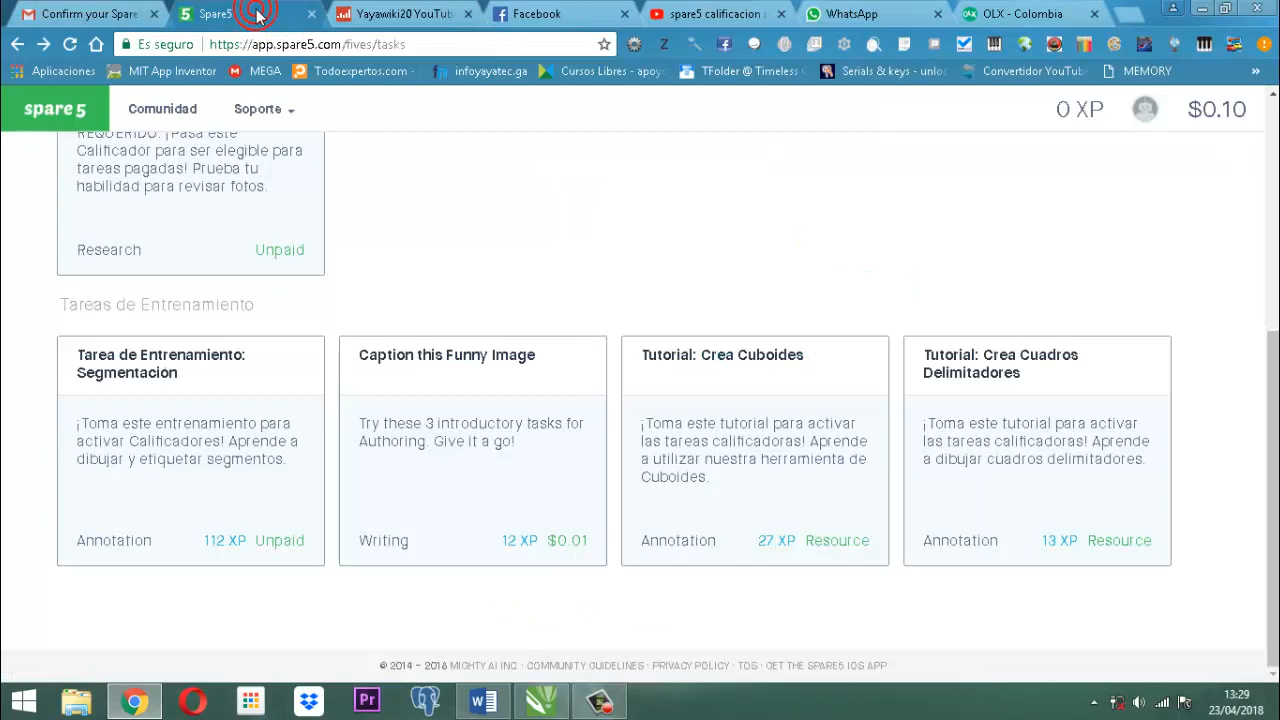 Confirm your Spare
Spare5
Yayawiki20 YouTub
Facebook
spare5calificacion
WhatsApp
OLX - Colombia
Es seguro
https://app.spare5.com/fives/tasks
Aplicaciones
MIT App Inventor
MEGA
Todoexpertos.com -
infoyayatec.ga
Cursos Libres - apoy
TFolder @ Timeless
Serials & keys - unlo
Convertidor YouTub
MEMORY
»
spare5
Comunidad
Soporte
0 XP
$0.10
REQUERIDO: ¡Pasa este
Calificador para ser elegible para
tareas pagadas! Prueba tu
habilidad para revisar fotos.
Research Unpaid
Tareas de Entrenamiento
Tarea de Entrenamiento:
Segmentación
¡Toma este entrenamiento para
activar Calificadores! Aprende a
dibujar y etiquetar segmentos.
Annotation 112 XP Unpaid
Caption this Funny Image
Try these 3 introductory tasks for
Authoring. Give it a go!
Writing 12 XP $0.01
Tutorial: Crea Cuboides
¡Toma este tutorial para activar
las tareas calificadoras! Aprende
a utilizar nuestra herramienta de
Cuboides.
Annotation 27 XP Resource
Tutorial: Crea Cuadros
Delimitadores
¡Toma este tutorial para activar
las tareas calificadoras! Aprende
a dibujar cuadros delimitadores.
Annotation 13 XP Resource
© 2014 - 2018 MIGHTY AI INC · COMMUNITY GUIDELINES · PRIVACY POLICY · TOS · GET THE SPARE5 IOS APP
Pr
13:29
23/04/2018